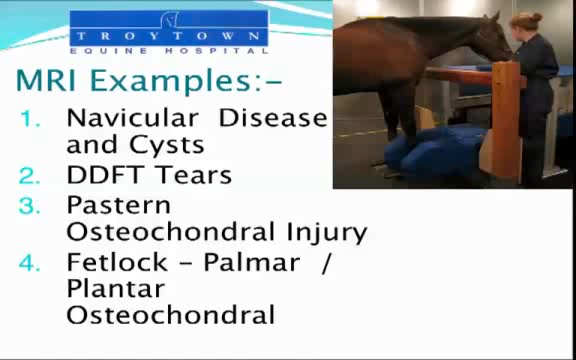 TROYTOWN
EQUINE HOSPITAL
MRI Examples:-
1. Navicular Disease
and Cysts
2. DDFT Tears
3. Pastern
Osteochondral Injury
4. Fetlock – Palmar /
Plantar
Osteochondral